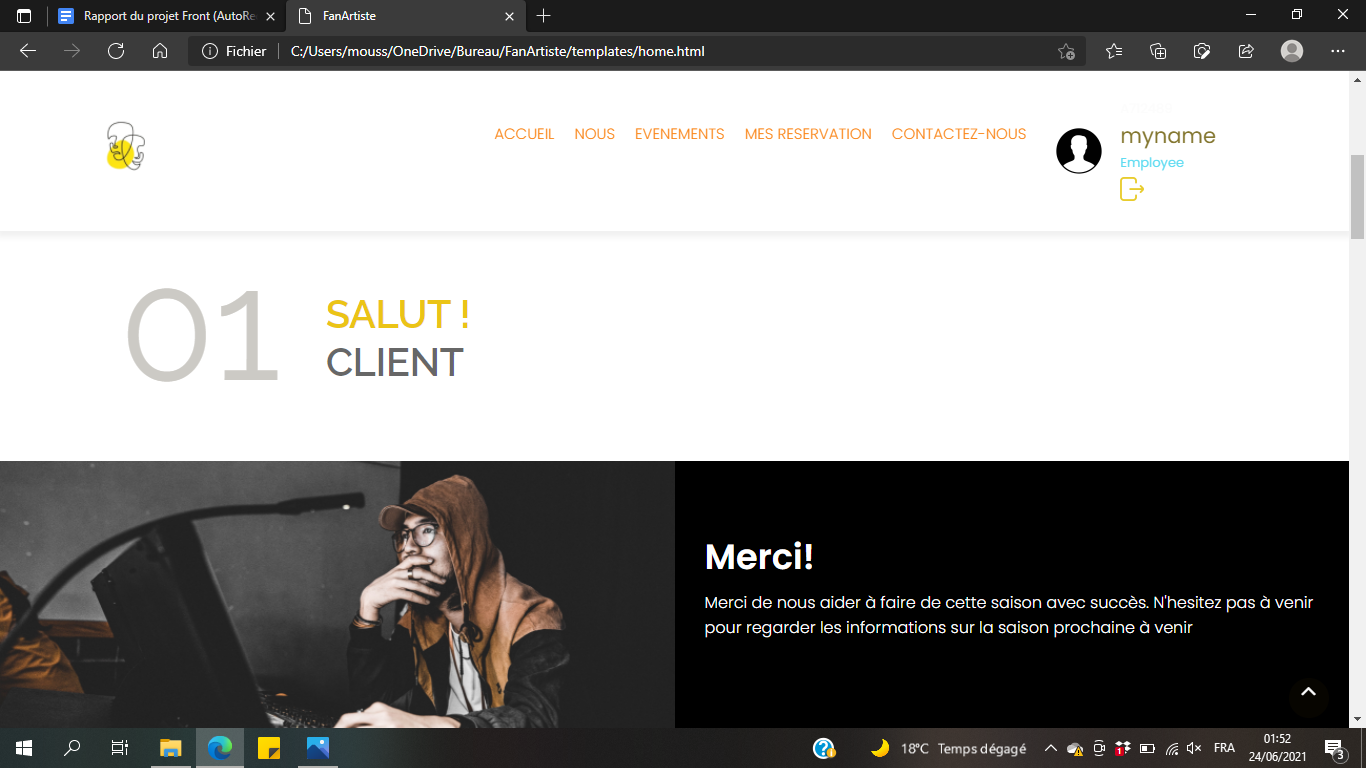 Rapport du projet Front (AutoRe
FanArtiste
Fichier
C:/Users/mouss/OneDrive/Bureau/FanArtiste/templates/home.html
ACCUEIL NOUS EVENEMENTS MES RESERVATION CONTACTEZ-NOUS
myname
Employee
01
SALUT !
CLIENT
Merci!
Merci de nous aider à faire de cette saison avec succès. N'hesitez pas à venir
pour regarder les informations sur la saison prochaine à venir
18°C Temps dégagé
FRA
01:52
24/06/2021
3